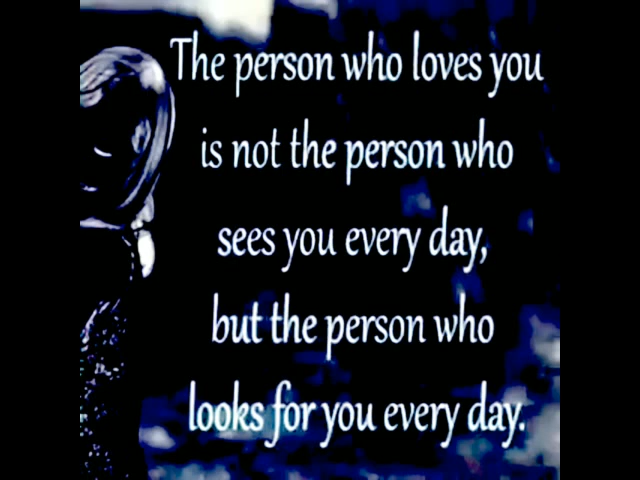 The person who loves you
is not the person who
sees you every day,
but the person who
looks for you every day.